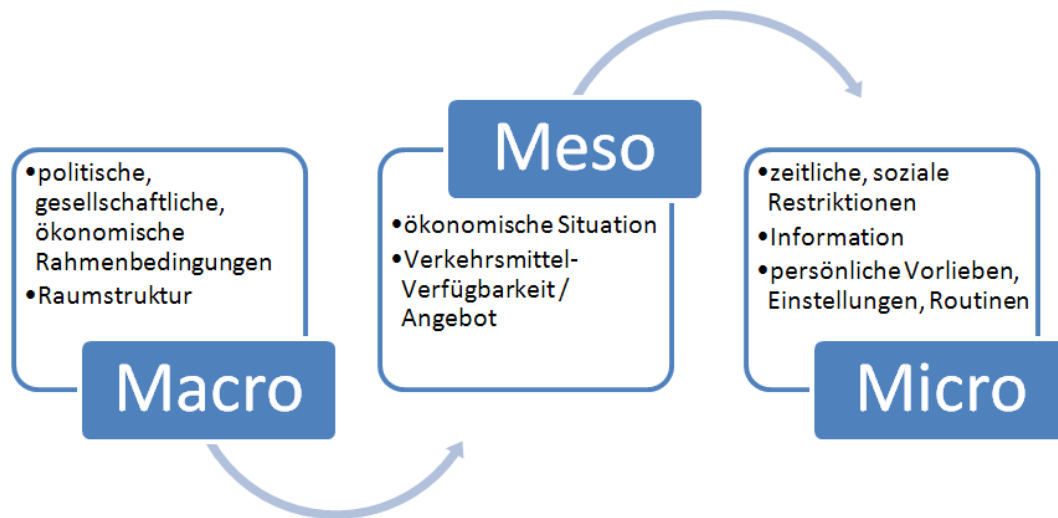 •politische,
gesellschaftliche,
ökonomische
Rahmenbedingungen
•Raumstruktur
Macro
Meso
•ökonomische Situation
•Verkehrsmittel-
Verfügbarkeit /
Angebot
•zeitliche, soziale
Restriktionen
•Information
•persönliche Vorlieben,
Einstellungen, Routinen
Micro